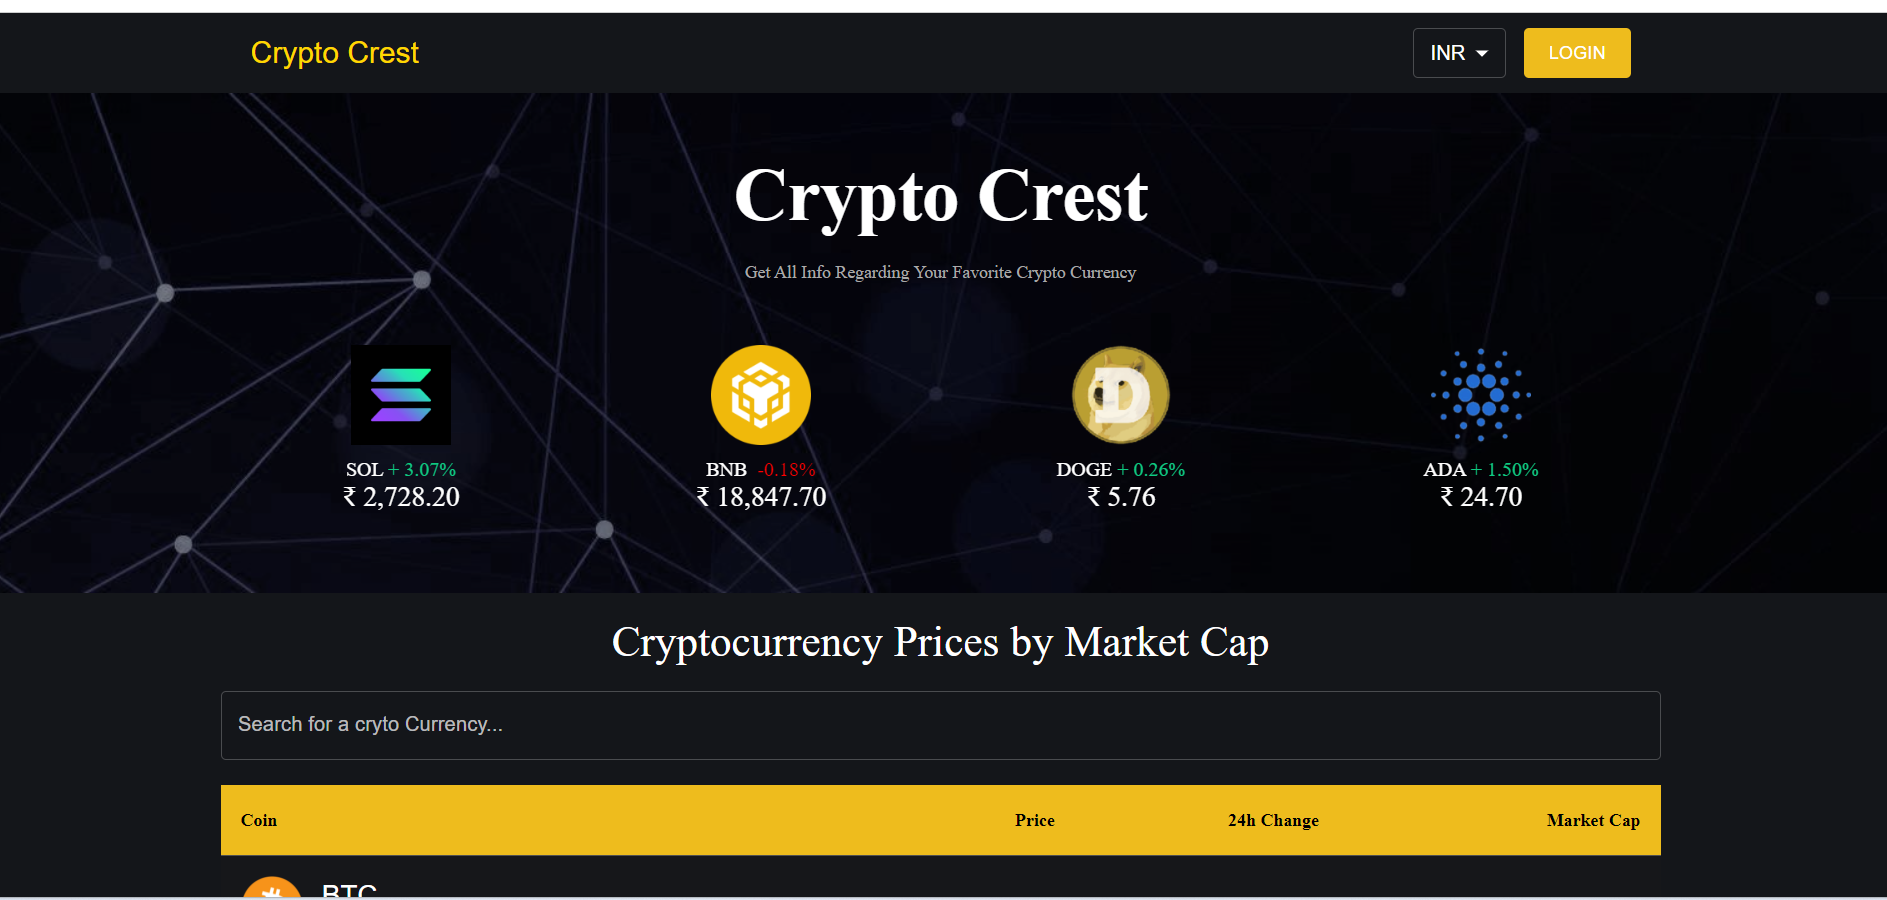 Crypto Crest
INR
LOGIN
Crypto Crest
Get All Info Regarding Your Favorite Crypto Currency
SOL + 3.07%
₹ 2,728.20
BNB -0.18%
₹ 18,847.70
DOGE + 0.26%
₹ 5.76
ADA + 1.50%
₹ 24.70
Cryptocurrency Prices by Market Cap
Search for a cryto Currency...
Coin Price 24h Change Market Cap
BTC